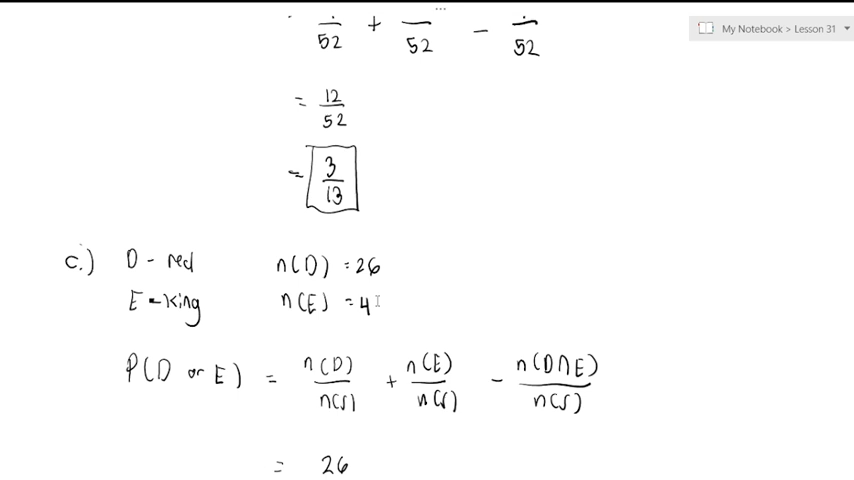 52 + 52 - 52
My Notebook > Lesson 31
= 12/52
= 3/13
c.) D - red n(D) = 26
E - king n(E) = 4
P(D or E) = n(D)/n(S) + n(E)/n(S) - n(D∩E)/n(S)
= 26